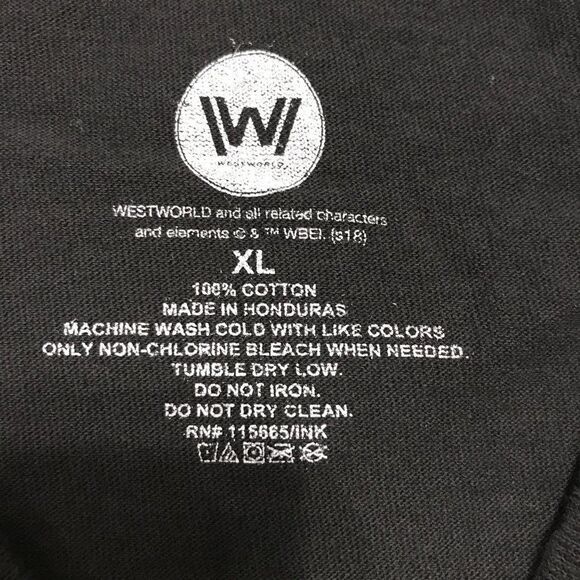 W
WESTWORLD
WESTWORLD and all related characters
and elements © & ™ WBEI. (s18)
XL
100% COTTON
MADE IN HONDURAS
MACHINE WASH COLD WITH LIKE COLORS
ONLY NON-CHLORINE BLEACH WHEN NEEDED.
TUMBLE DRY LOW.
DO NOT IRON.
DO NOT DRY CLEAN.
RN# 115665/INK